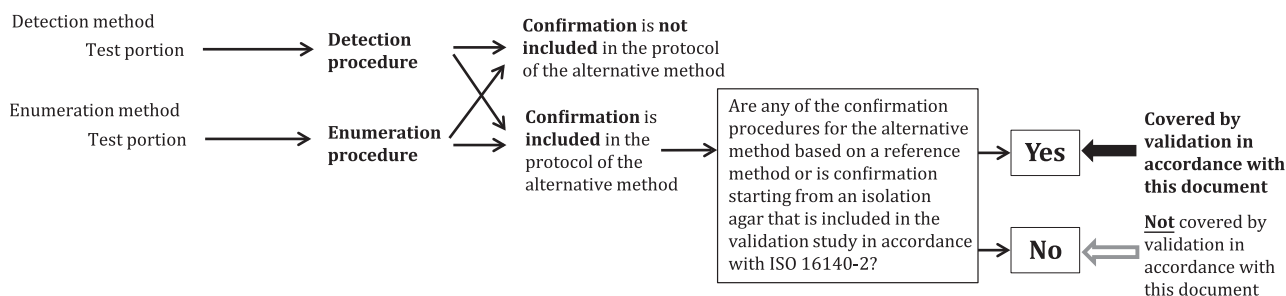 Detection method
Test portion
Detection
procedure
Confirmation is not
included in the protocol
of the alternative method
Enumeration method
Test portion
Enumeration
procedure
Confirmation is
included in the
protocol of the
alternative method
Are any of the confirmation
procedures for the alternative
method based on a reference
method or is confirmation
starting from an isolation
agar that is included in the
validation study in accordance
with ISO 16140-2?
Yes
Covered by
validation in
accordance with
this document
No
Not covered by
validation in
accordance with
this document